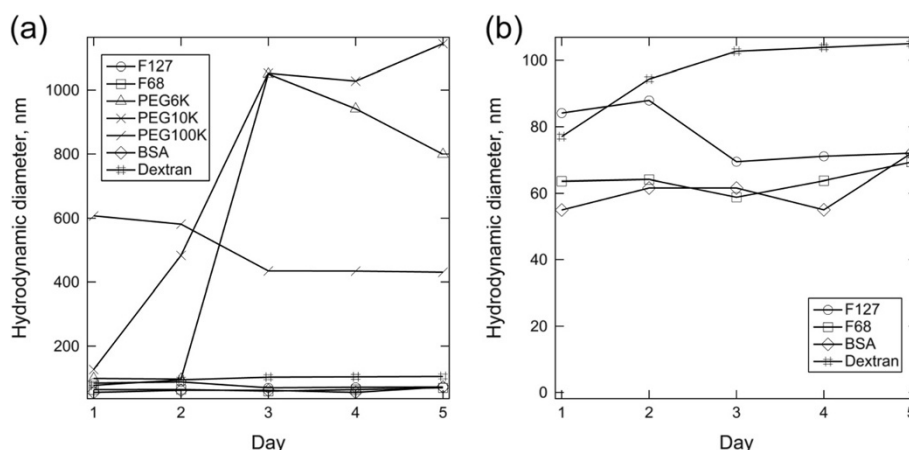 (a)
Hydrodynamic diameter, nm
1000
800
600
400
200
F127
F68
PEG6K
PEG10K
PEG100K
BSA
Dextran
1 2 3 4 5
Day
(b)
Hydrodynamic diameter, nm
100
80
60
40
20
0
F127
F68
BSA
Dextran
1 2 3 4 5
Day